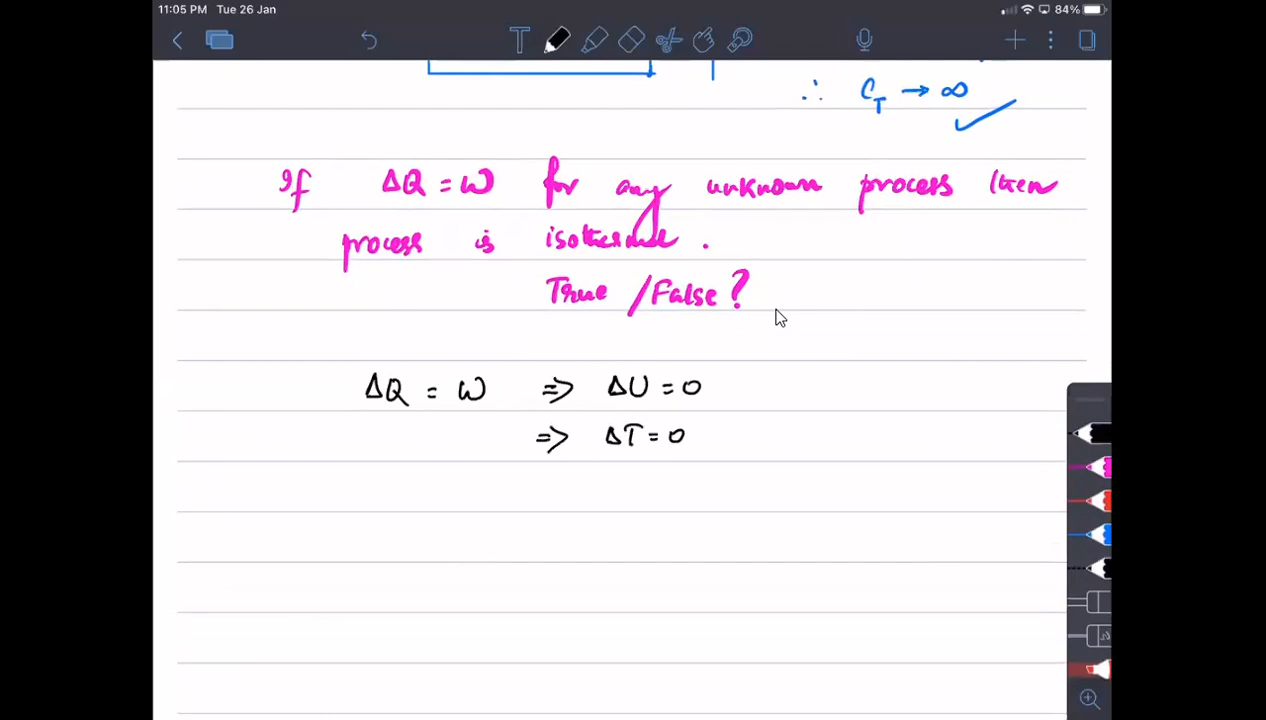 11:05 PM Tue 26 Jan 84%
T
∴ C_T → ∞
If ΔQ = W for any unknown process then
process is isothermal.
True /False?
ΔQ = W => ΔU = 0
=> ΔT = 0